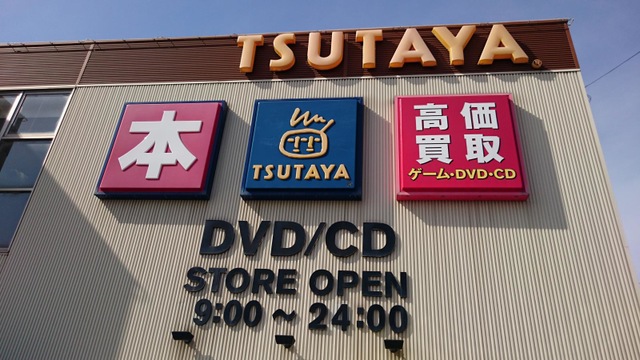 TSUTAYA
本
TSUTAYA
高価
買取
ゲーム・DVD・CD
DVD/CD
STORE OPEN
9:00 ～ 24:00